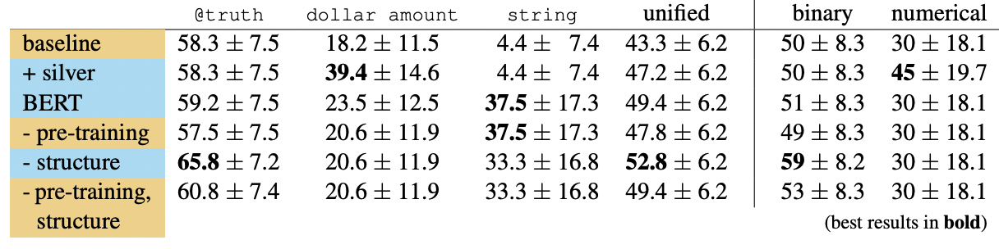 @truth dollar amount string unified binary numerical
baseline 58.3 ± 7.5 18.2 ± 11.5 4.4 ± 7.4 43.3 ± 6.2 50 ± 8.3 30 ± 18.1
+ silver 58.3 ± 7.5 39.4 ± 14.6 4.4 ± 7.4 47.2 ± 6.2 50 ± 8.3 45 ± 19.7
BERT 59.2 ± 7.5 23.5 ± 12.5 37.5 ± 17.3 49.4 ± 6.2 51 ± 8.3 30 ± 18.1
- pre-training 57.5 ± 7.5 20.6 ± 11.9 37.5 ± 17.3 47.8 ± 6.2 49 ± 8.3 30 ± 18.1
- structure 65.8 ± 7.2 20.6 ± 11.9 33.3 ± 16.8 52.8 ± 6.2 59 ± 8.2 30 ± 18.1
- pre-training, 60.8 ± 7.4 20.6 ± 11.9 33.3 ± 16.8 49.4 ± 6.2 53 ± 8.3 30 ± 18.1
structure (best results in bold)